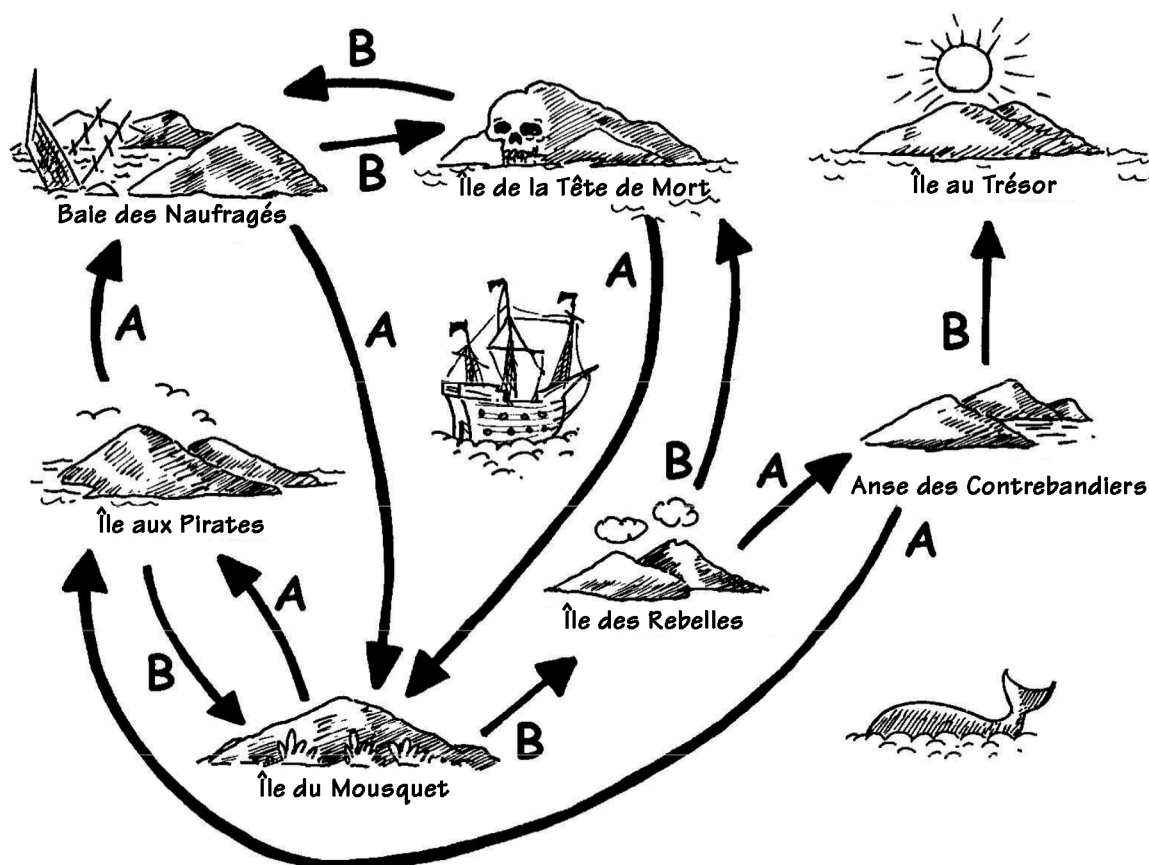 B
B
Île de la Tête de Mort
Île au Trésor
Baie des Naufragés
A
A
A
B
B
A
Anse des Contrebandiers
Île aux Pirates
A
A
Île des Rebelles
B
B
Île du Mousquet